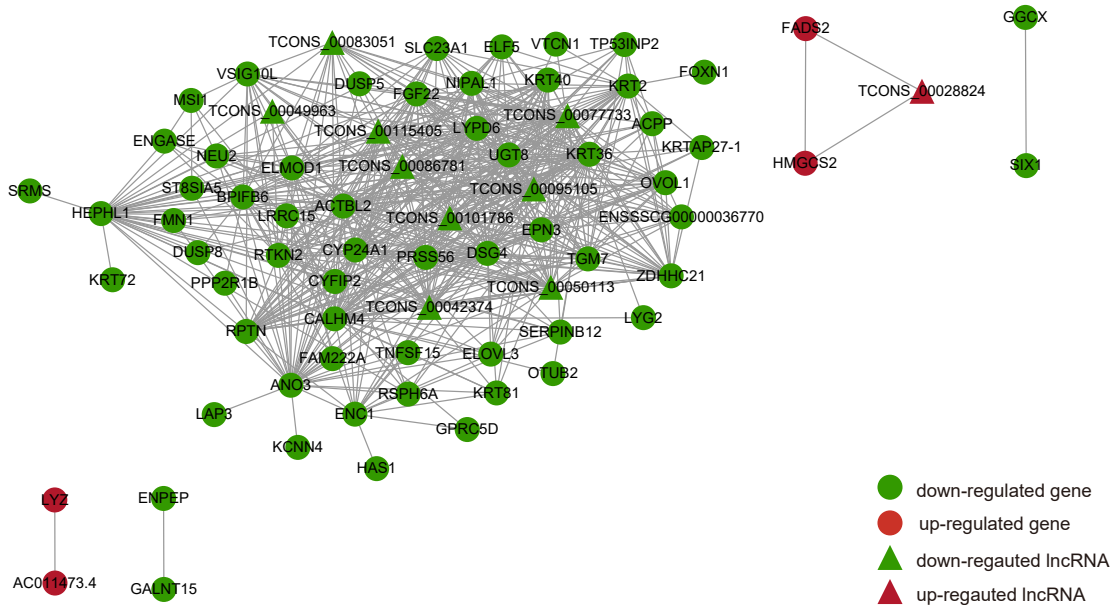 FADS2
GGCX
TCONS_00083051
SLC23A1
ELF5
VTCN1
TP53INP2
VSIG10L
DUSP5
NIPAL1
KRT40
FOXN1
FGF22
KRT2
TCONS_00028824
MSI1
TCONS_00049963
TCONS_00115405
LYPD6
TCONS_00077733
ACPP
ENGASE
NEU2
ELMOD1
TCONS_00086781
UGT8
KRT36
KRTAP27-1
HMGCS2
SIX1
SRMS
ST8SIA5
BPIFB6
ACTBL2
TCONS_00095105
OVOL1
HEPHL1
FMN1
LRRC15
TCONS_00101786
EPN3
ENSSSCG00000036770
DUSP8
RTKN2
CYP24A1
PRSS56
DSG4
TGM7
KRT72
PPP2R1B
CYFIP2
TCONS_00050113
ZDHHC21
TCONS_00042374
RPTN
CALHM4
SERPINB12
LYG2
FAM222A
TNFSF15
ELOVL3
OTUB2
ANO3
RSPH6A
KRT81
LAP3
ENC1
GPRC5D
KCNN4
HAS1
LYZ
ENPEP
AC011473.4
GALNT15
down-regulated gene
up-regulated gene
down-regauted lncRNA
up-regauted lncRNA